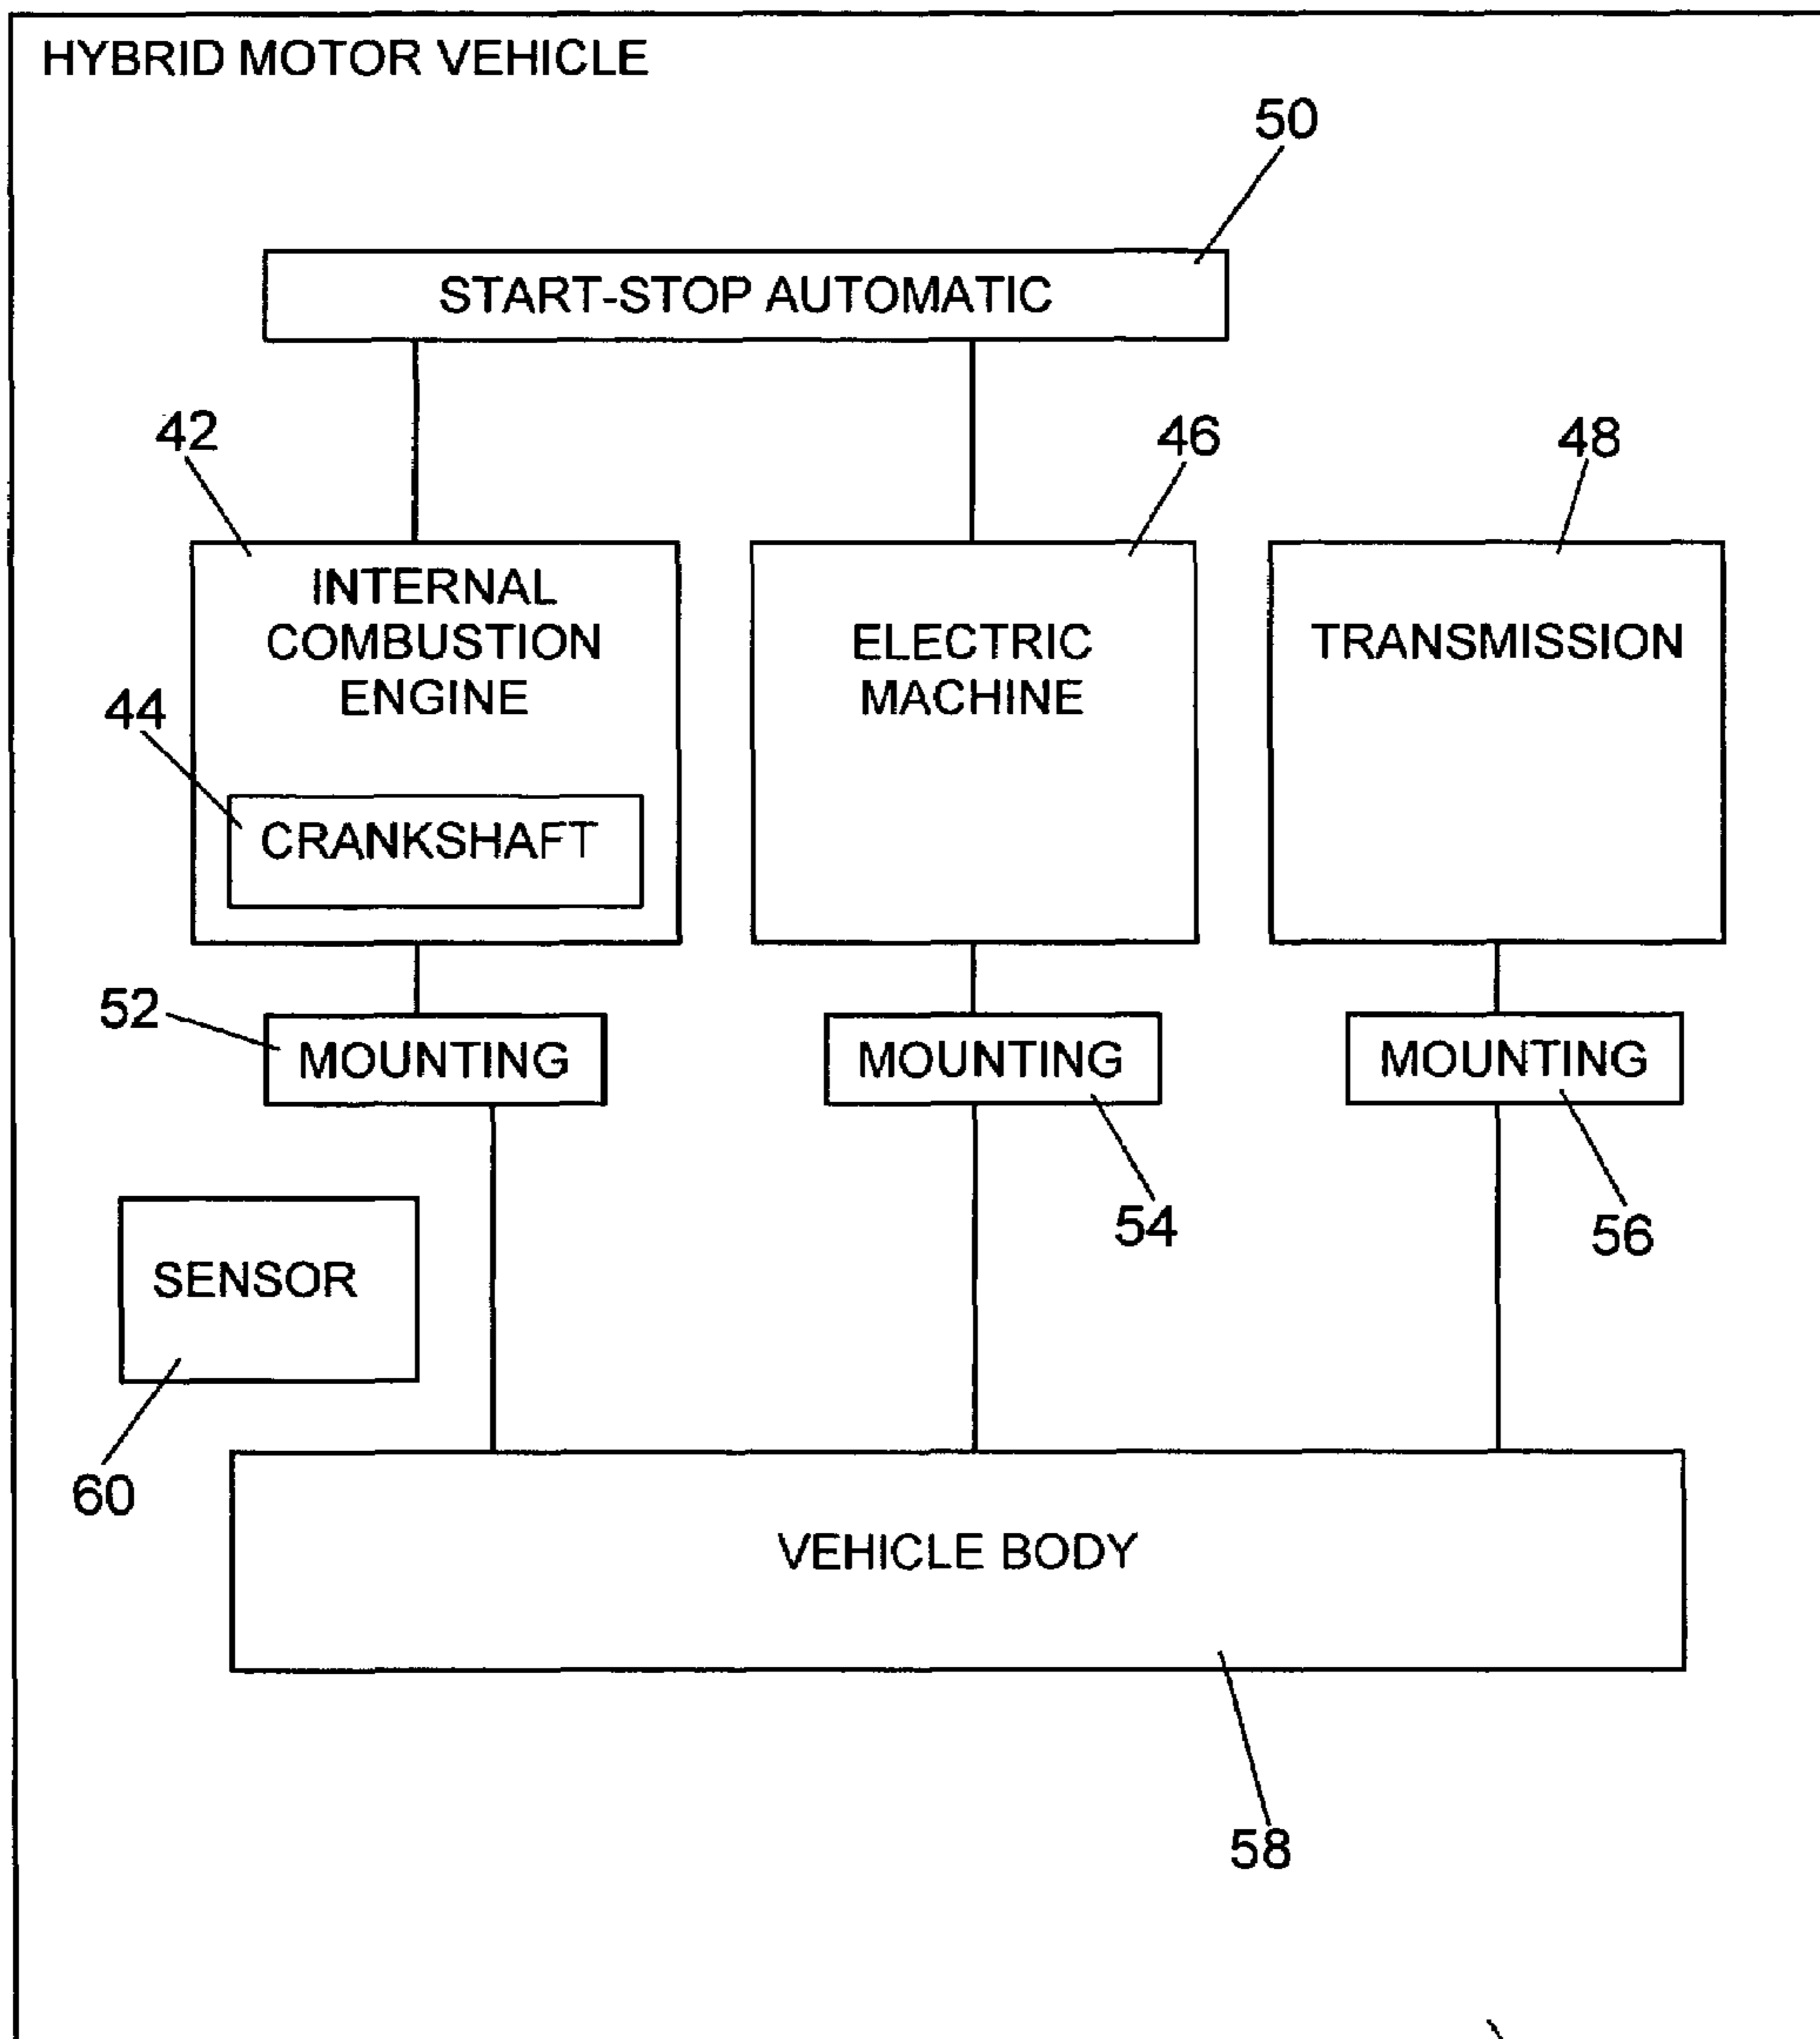 HYBRID MOTOR VEHICLE
50
START-STOP AUTOMATIC
42
46
48
INTERNAL
COMBUSTION
ENGINE
ELECTRIC
MACHINE
TRANSMISSION
44
CRANKSHAFT
52
MOUNTING
MOUNTING
MOUNTING
54
56
SENSOR
60
VEHICLE BODY
58